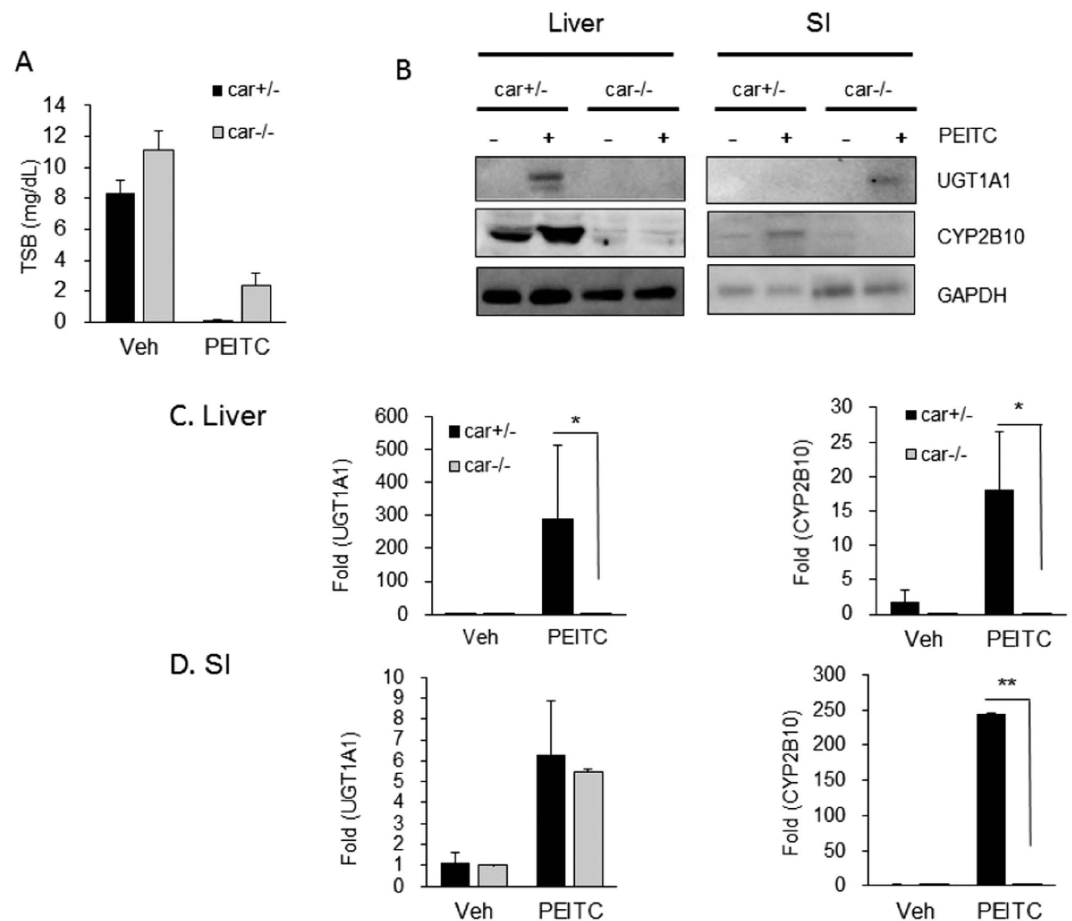 A
TSB (mg/dL)
14
12
10
8
6
4
2
0
car+/-
car-/-
Veh PEITC
B
Liver SI
car+/- car-/- car+/- car-/-
- + - + - + - + PEITC
UGT1A1
CYP2B10
GAPDH
C. Liver
Fold (UGT1A1)
600
500
400
300
200
100
0
car+/-
car-/-
*
Veh PEITC
Fold (CYP2B10)
30
25
20
15
10
5
0
car+/-
car-/-
*
Veh PEITC
D. SI
Fold (UGT1A1)
10
9
8
7
6
5
4
3
2
1
0
Veh PEITC
Fold (CYP2B10)
300
250
200
150
100
50
0
**
Veh PEITC